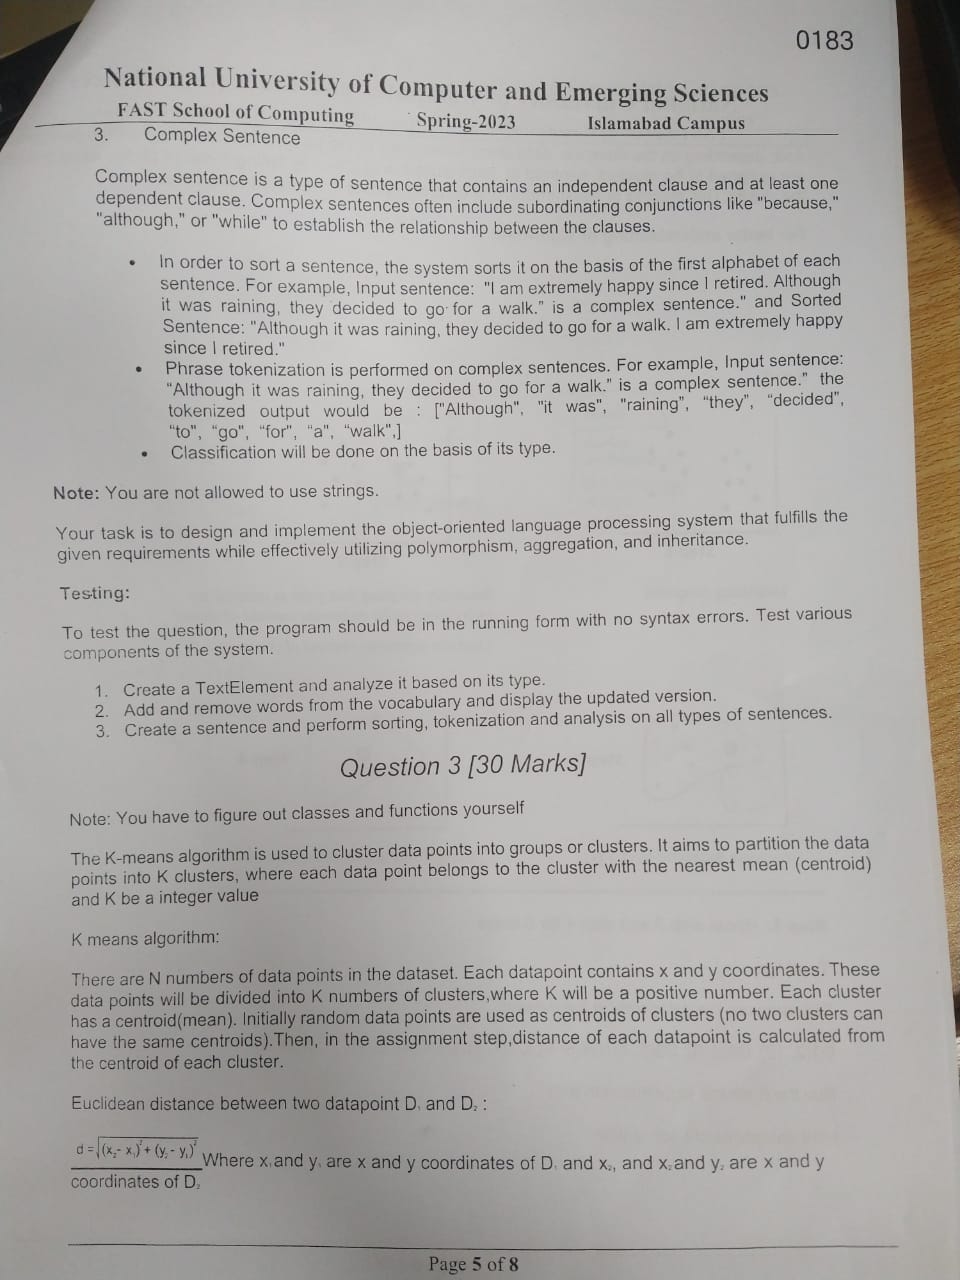 0183
National University of Computer and Emerging Sciences
FAST School of Computing Spring-2023 Islamabad Campus
3. Complex Sentence
Complex sentence is a type of sentence that contains an independent clause and at least one
dependent clause. Complex sentences often include subordinating conjunctions like "because,"
"although," or "while" to establish the relationship between the clauses.
• In order to sort a sentence, the system sorts it on the basis of the first alphabet of each
sentence. For example, Input sentence: "I am extremely happy since I retired. Although
it was raining, they decided to go for a walk." is a complex sentence." and Sorted
Sentence: "Although it was raining, they decided to go for a walk. I am extremely happy
since I retired."
• Phrase tokenization is performed on complex sentences. For example, Input sentence:
“Although it was raining, they decided to go for a walk.” is a complex sentence.” the
tokenized output would be : ["Although", "it was", "raining", “they”, “decided”,
“to”, “go”, “for”, “a”, “walk”,]
• Classification will be done on the basis of its type.
Note: You are not allowed to use strings.
Your task is to design and implement the object-oriented language processing system that fulfills the
given requirements while effectively utilizing polymorphism, aggregation, and inheritance.
Testing:
To test the question, the program should be in the running form with no syntax errors. Test various
components of the system.
1. Create a TextElement and analyze it based on its type.
2. Add and remove words from the vocabulary and display the updated version.
3. Create a sentence and perform sorting, tokenization and analysis on all types of sentences.
Question 3 [30 Marks]
Note: You have to figure out classes and functions yourself
The K-means algorithm is used to cluster data points into groups or clusters. It aims to partition the data
points into K clusters, where each data point belongs to the cluster with the nearest mean (centroid)
and K be a integer value
K means algorithm:
There are N numbers of data points in the dataset. Each datapoint contains x and y coordinates. These
data points will be divided into K numbers of clusters,where K will be a positive number. Each cluster
has a centroid(mean). Initially random data points are used as centroids of clusters (no two clusters can
have the same centroids).Then, in the assignment step,distance of each datapoint is calculated from
the centroid of each cluster.
Euclidean distance between two datapoint D₁ and D₂ :
d = √(x₂- x₁)² + (y₂ - y₁)² Where x₁ and y₁ are x and y coordinates of D₁ and x₂, and x₂ and y₂ are x and y
coordinates of D₂
Page 5 of 8